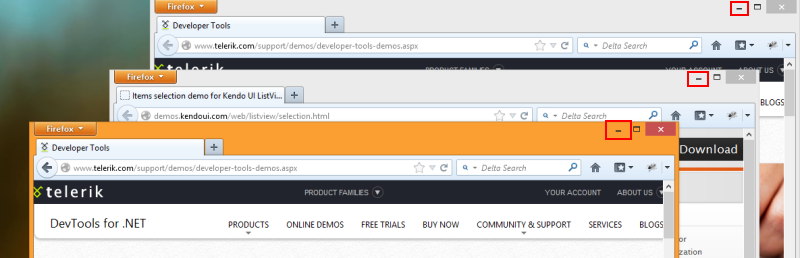 Firefox
Developer Tools
www.telerik.com/support/demos/developer-tools-demos.aspx
Delta Search
telerik
PRODUCT FAMILIES
YOUR ACCOUNT
ABOUT US
BLOGS
Firefox
Items selection demo for Kendo UI ListVi...
demos.kendoui.com/web/listview/selection.html
Delta Search
Download
or
zation
Firefox
Developer Tools
www.telerik.com/support/demos/developer-tools-demos.aspx
Delta Search
telerik
PRODUCT FAMILIES
YOUR ACCOUNT
ABOUT US
DevTools for .NET
PRODUCTS
ONLINE DEMOS
FREE TRIALS
BUY NOW
COMMUNITY & SUPPORT
SERVICES
BLOGS